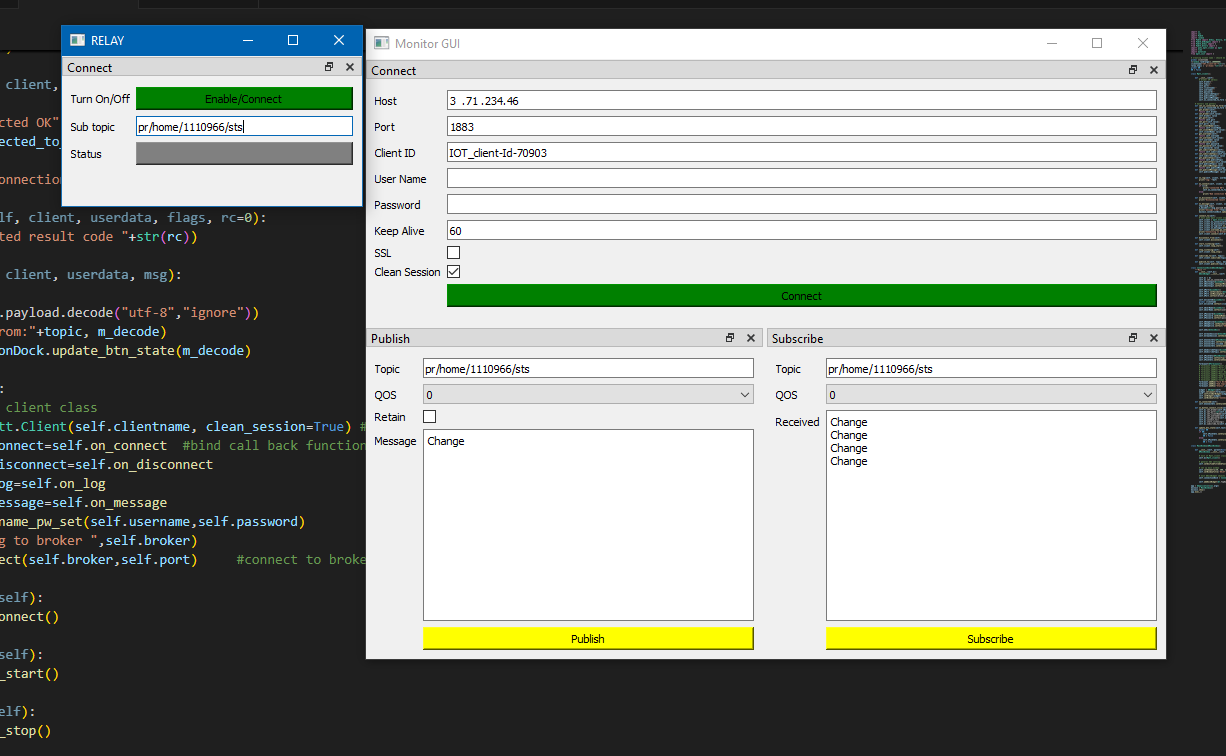 RELAY
Connect
Turn On/Off
Enable/Connect
Sub topic
pr/home/1110966/sts
Status
Monitor GUI
Connect
Host
3 .71 .234.46
Port
1883
Client ID
IOT_client-Id-70903
User Name
Password
Keep Alive
60
SSL
Clean Session
Connect
Publish
Topic
pr/home/1110966/sts
QOS
0
Retain
Message
Change
Publish
Subscribe
Topic
pr/home/1110966/sts
QOS
0
Received
Change
Change
Change
Change
Subscribe
client,
cted OK"
ected_to_
onnection
lf, client, userdata, flags, rc=0):
ted result code "+str(rc))
client, userdata, msg):
.payload.decode("utf-8","ignore"))
rom:"+topic, m_decode)
onDock.update_btn_state(m_decode)
:
client class
tt.Client(self.clientname, clean_session=True) #
onnect=self.on_connect  #bind call back function
isconnect=self.on_disconnect
og=self.on_log
essage=self.on_message
name_pw_set(self.username,self.password)
g to broker ",self.broker)
ect(self.broker,self.port)     #connect to broke
self):
onnect()
self):
_start()
elf):
_stop()